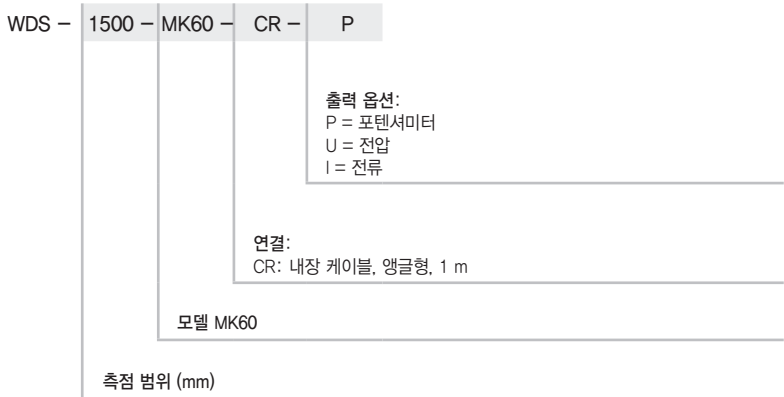 WDS – 1500 – MK60 – CR – P
출력 옵션:
P = 포텐셔미터
U = 전압
I = 전류
연결:
CR: 내장 케이블, 앵글형, 1 m
모델 MK60
측점 범위 (mm)